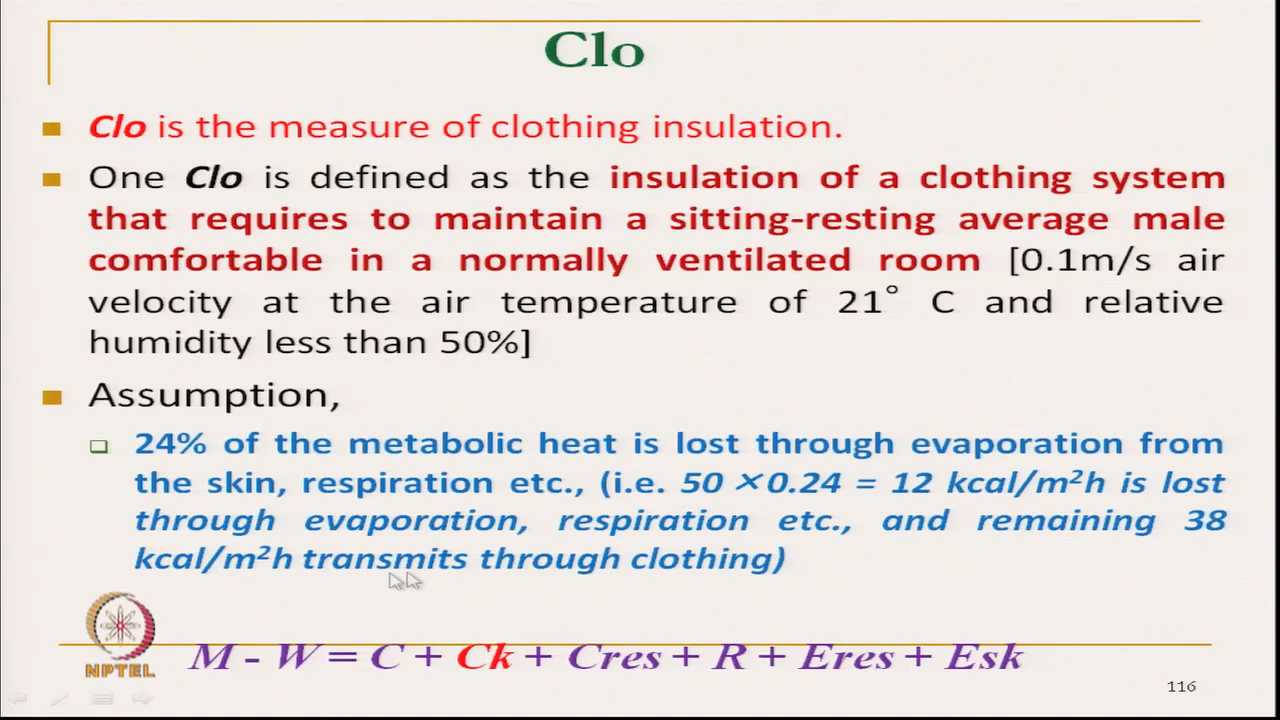 Clo
Clo is the measure of clothing insulation.
One Clo is defined as the insulation of a clothing system
that requires to maintain a sitting-resting average male
comfortable in a normally ventilated room [0.1m/s air
velocity at the air temperature of 21° C and relative
humidity less than 50%]
Assumption,
24% of the metabolic heat is lost through evaporation from
the skin, respiration etc., (i.e. 50 ×0.24 = 12 kcal/m²h is lost
through evaporation, respiration etc., and remaining 38
kcal/m²h transmits through clothing)
NPTEL
M - W = C + Ck + Cres + R + Eres + Esk
116